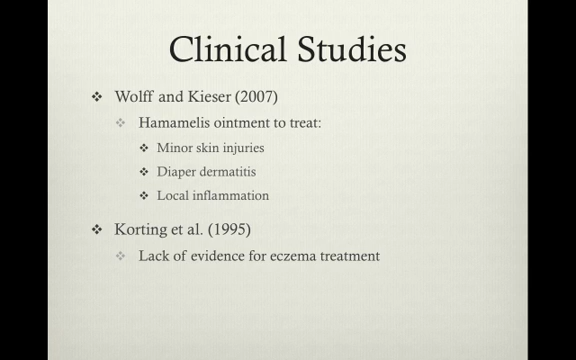 Clinical Studies
❖ Wolff and Kieser (2007)
❖ Hamamelis ointment to treat:
❖ Minor skin injuries
❖ Diaper dermatitis
❖ Local inflammation
❖ Korting et al. (1995)
❖ Lack of evidence for eczema treatment